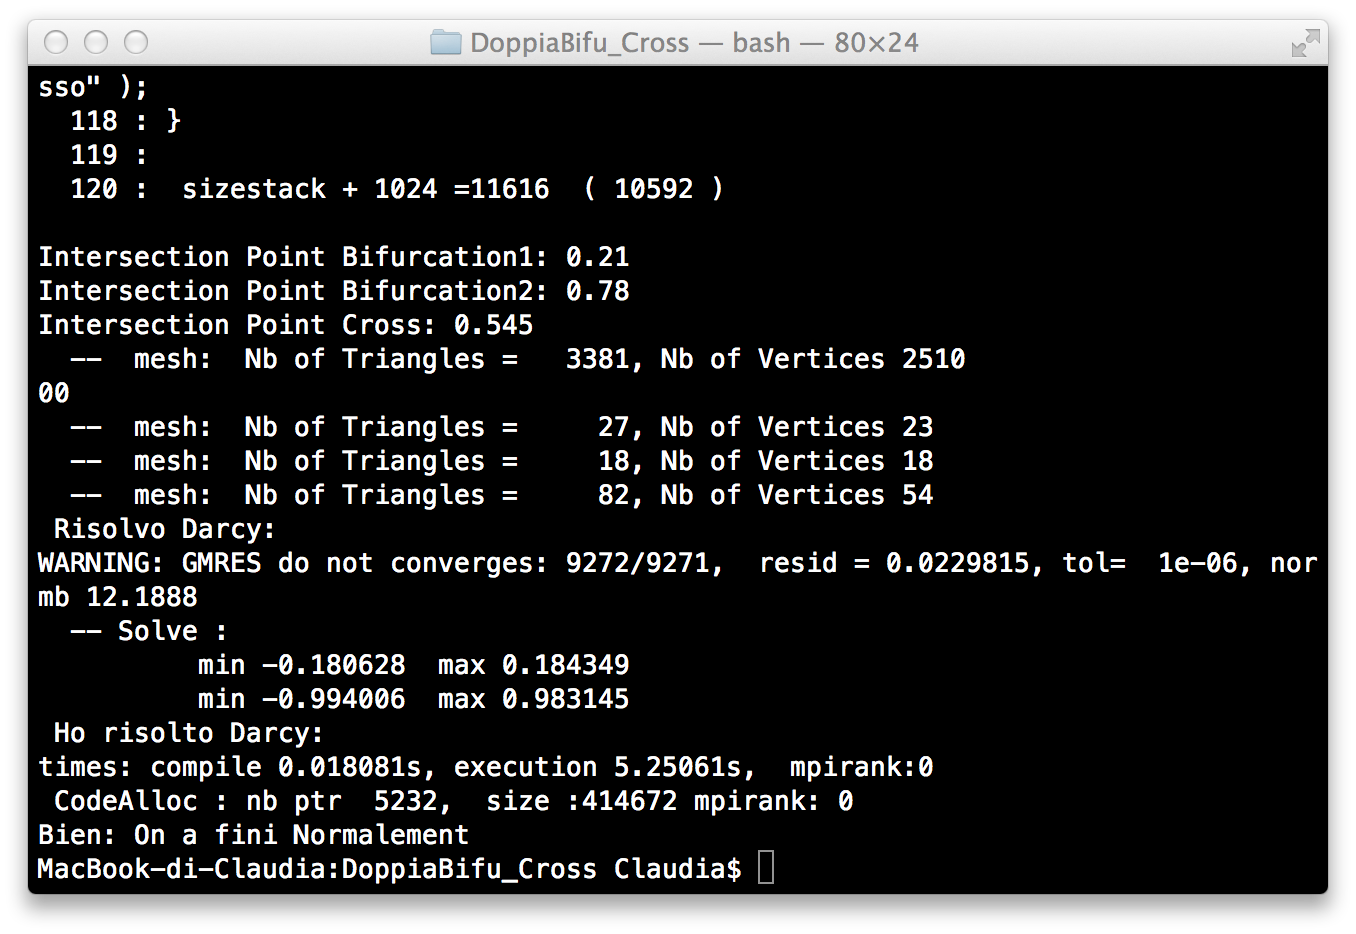 DoppiaBifu_Cross — bash — 80×24
sso" );
  118 : }
  119 :
  120 :  sizestack + 1024 =11616  ( 10592 )

Intersection Point Bifurcation1: 0.21
Intersection Point Bifurcation2: 0.78
Intersection Point Cross: 0.545
  --  mesh:  Nb of Triangles =   3381, Nb of Vertices 2510
00
  --  mesh:  Nb of Triangles =     27, Nb of Vertices 23
  --  mesh:  Nb of Triangles =     18, Nb of Vertices 18
  --  mesh:  Nb of Triangles =     82, Nb of Vertices 54
 Risolvo Darcy:
WARNING: GMRES do not converges: 9272/9271,  resid = 0.0229815, tol=  1e-06, nor
mb 12.1888
  -- Solve :
          min -0.180628  max 0.184349
          min -0.994006  max 0.983145
 Ho risolto Darcy:
times: compile 0.018081s, execution 5.25061s,  mpirank:0
 CodeAlloc : nb ptr  5232,  size :414672 mpirank: 0
Bien: On a fini Normalement
MacBook-di-Claudia:DoppiaBifu_Cross Claudia$